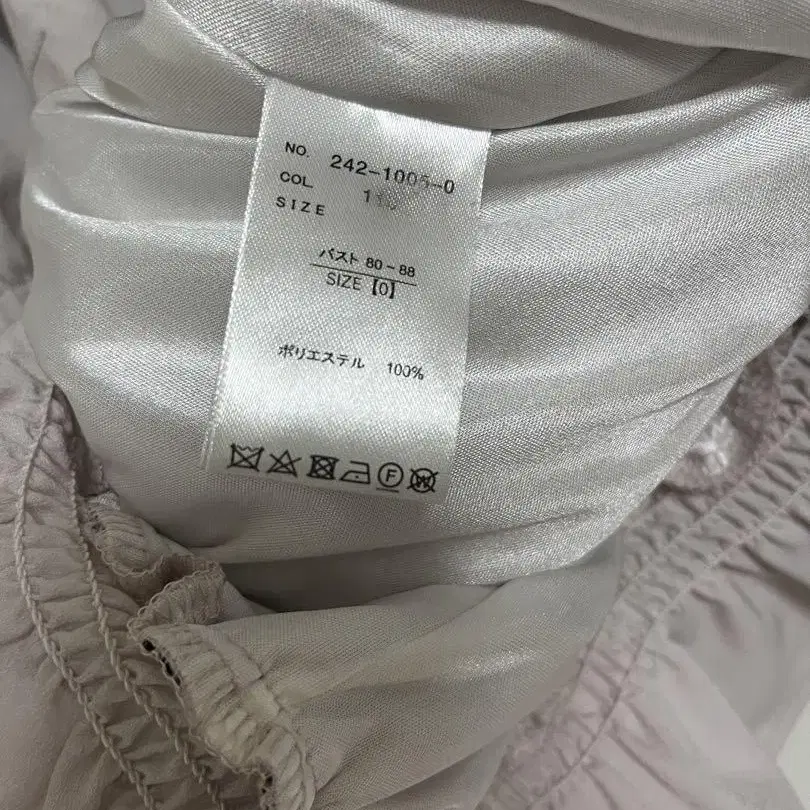 NO. 242-1005-0
COL.
SIZE
バスト 80-88
SIZE【0】
ポリエステル 100%
F W